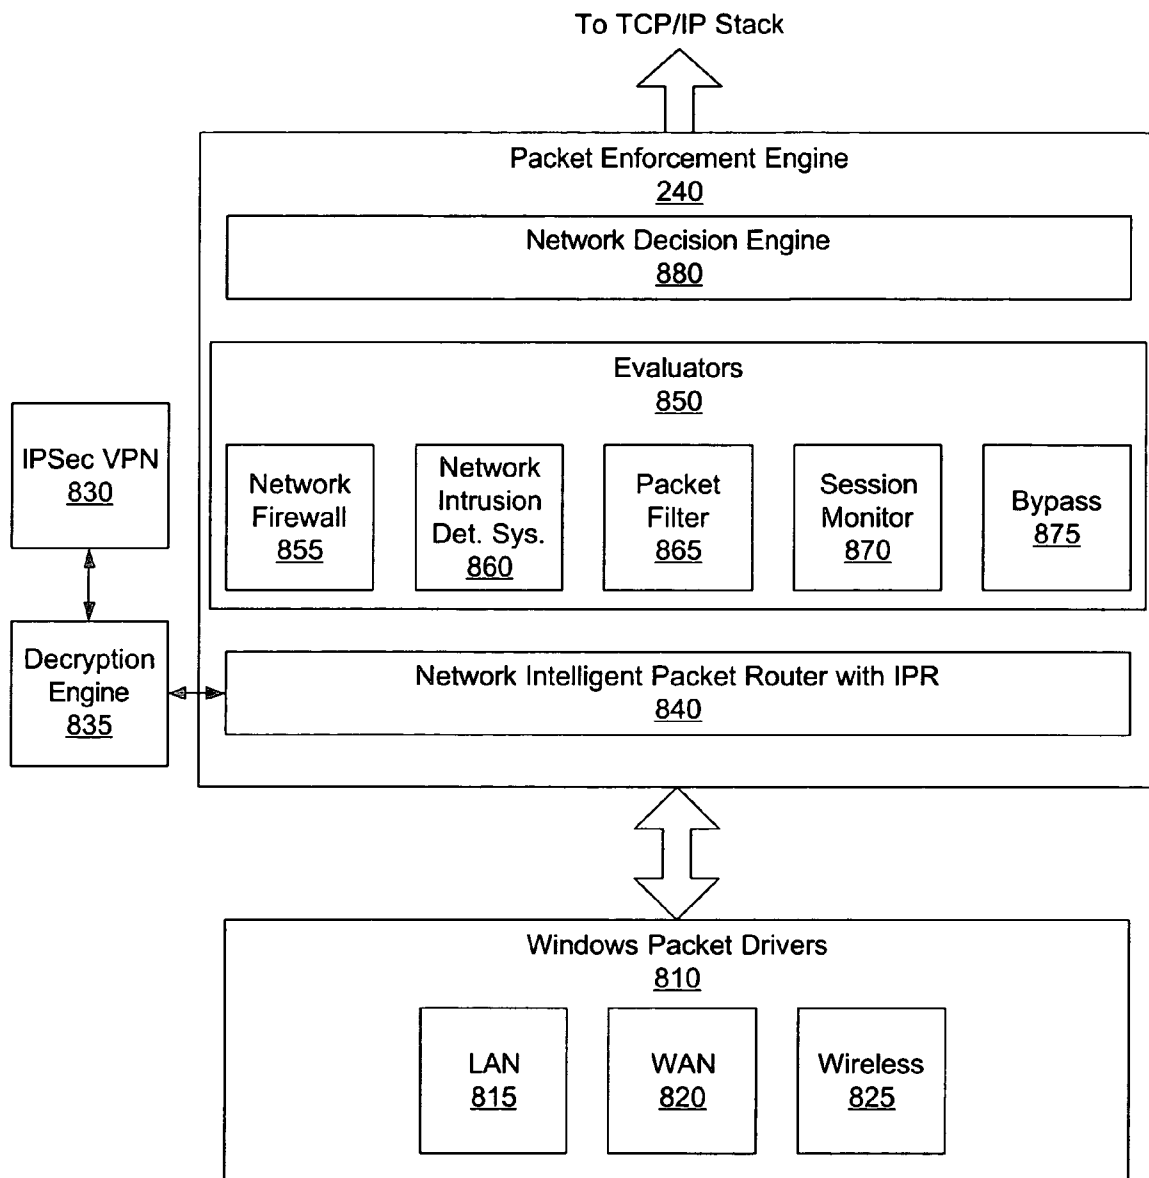 To TCP/IP Stack
Packet Enforcement Engine
240
Network Decision Engine
880
Evaluators
850
IPSec VPN
830
Network
Firewall
855
Network
Intrusion
Det. Sys.
860
Packet
Filter
865
Session
Monitor
870
Bypass
875
Decryption
Engine
835
Network Intelligent Packet Router with IPR
840
Windows Packet Drivers
810
LAN
815
WAN
820
Wireless
825